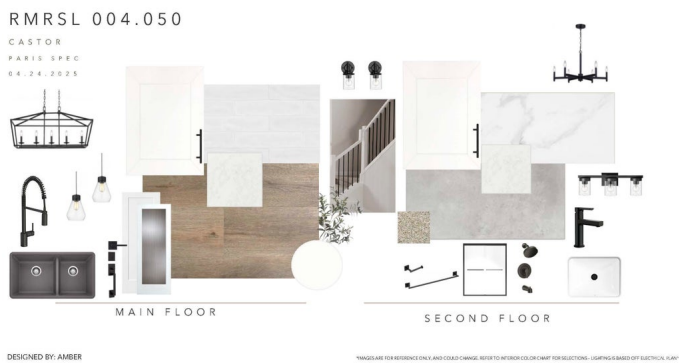 RMRSL 004.050
CASTOR
PARIS SPEC
04.24.2025
MAIN FLOOR
SECOND FLOOR
DESIGNED BY: AMBER
*IMAGES ARE FOR REFERENCE ONLY, AND COULD CHANGE. REFER TO INTERIOR COLOR CHART FOR SELECTIONS-- LIGHTING IS BASED OFF ELECTRICAL PLAN*